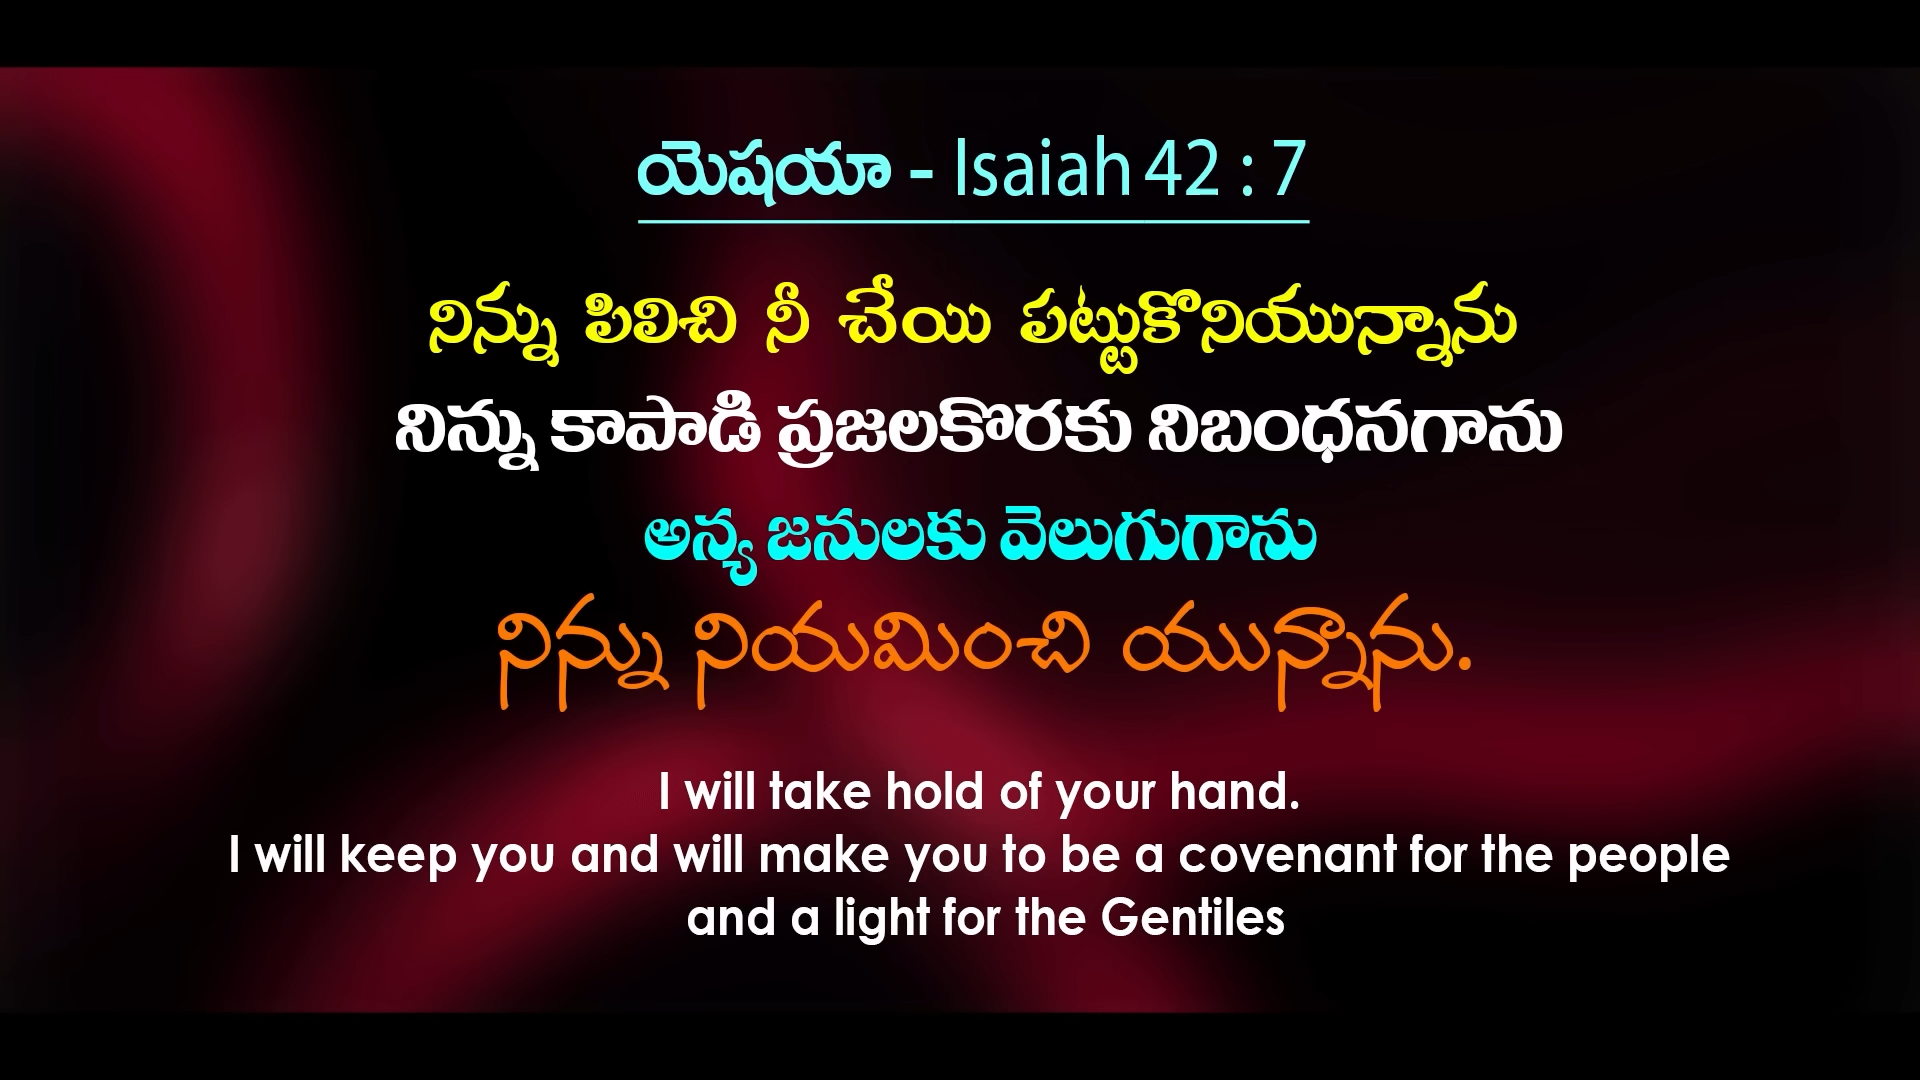 యెషయా - Isaiah 42 : 7
నిన్ను పిలిచి నీ చేయి పట్టుకొనియున్నాను
నిన్ను కాపాడి ప్రజలకొరకు నిబంధనగాను
అన్య జనులకు వెలుగుగాను
నిన్ను నియమించి యున్నాను.
I will take hold of your hand.
I will keep you and will make you to be a covenant for the people
and a light for the Gentiles